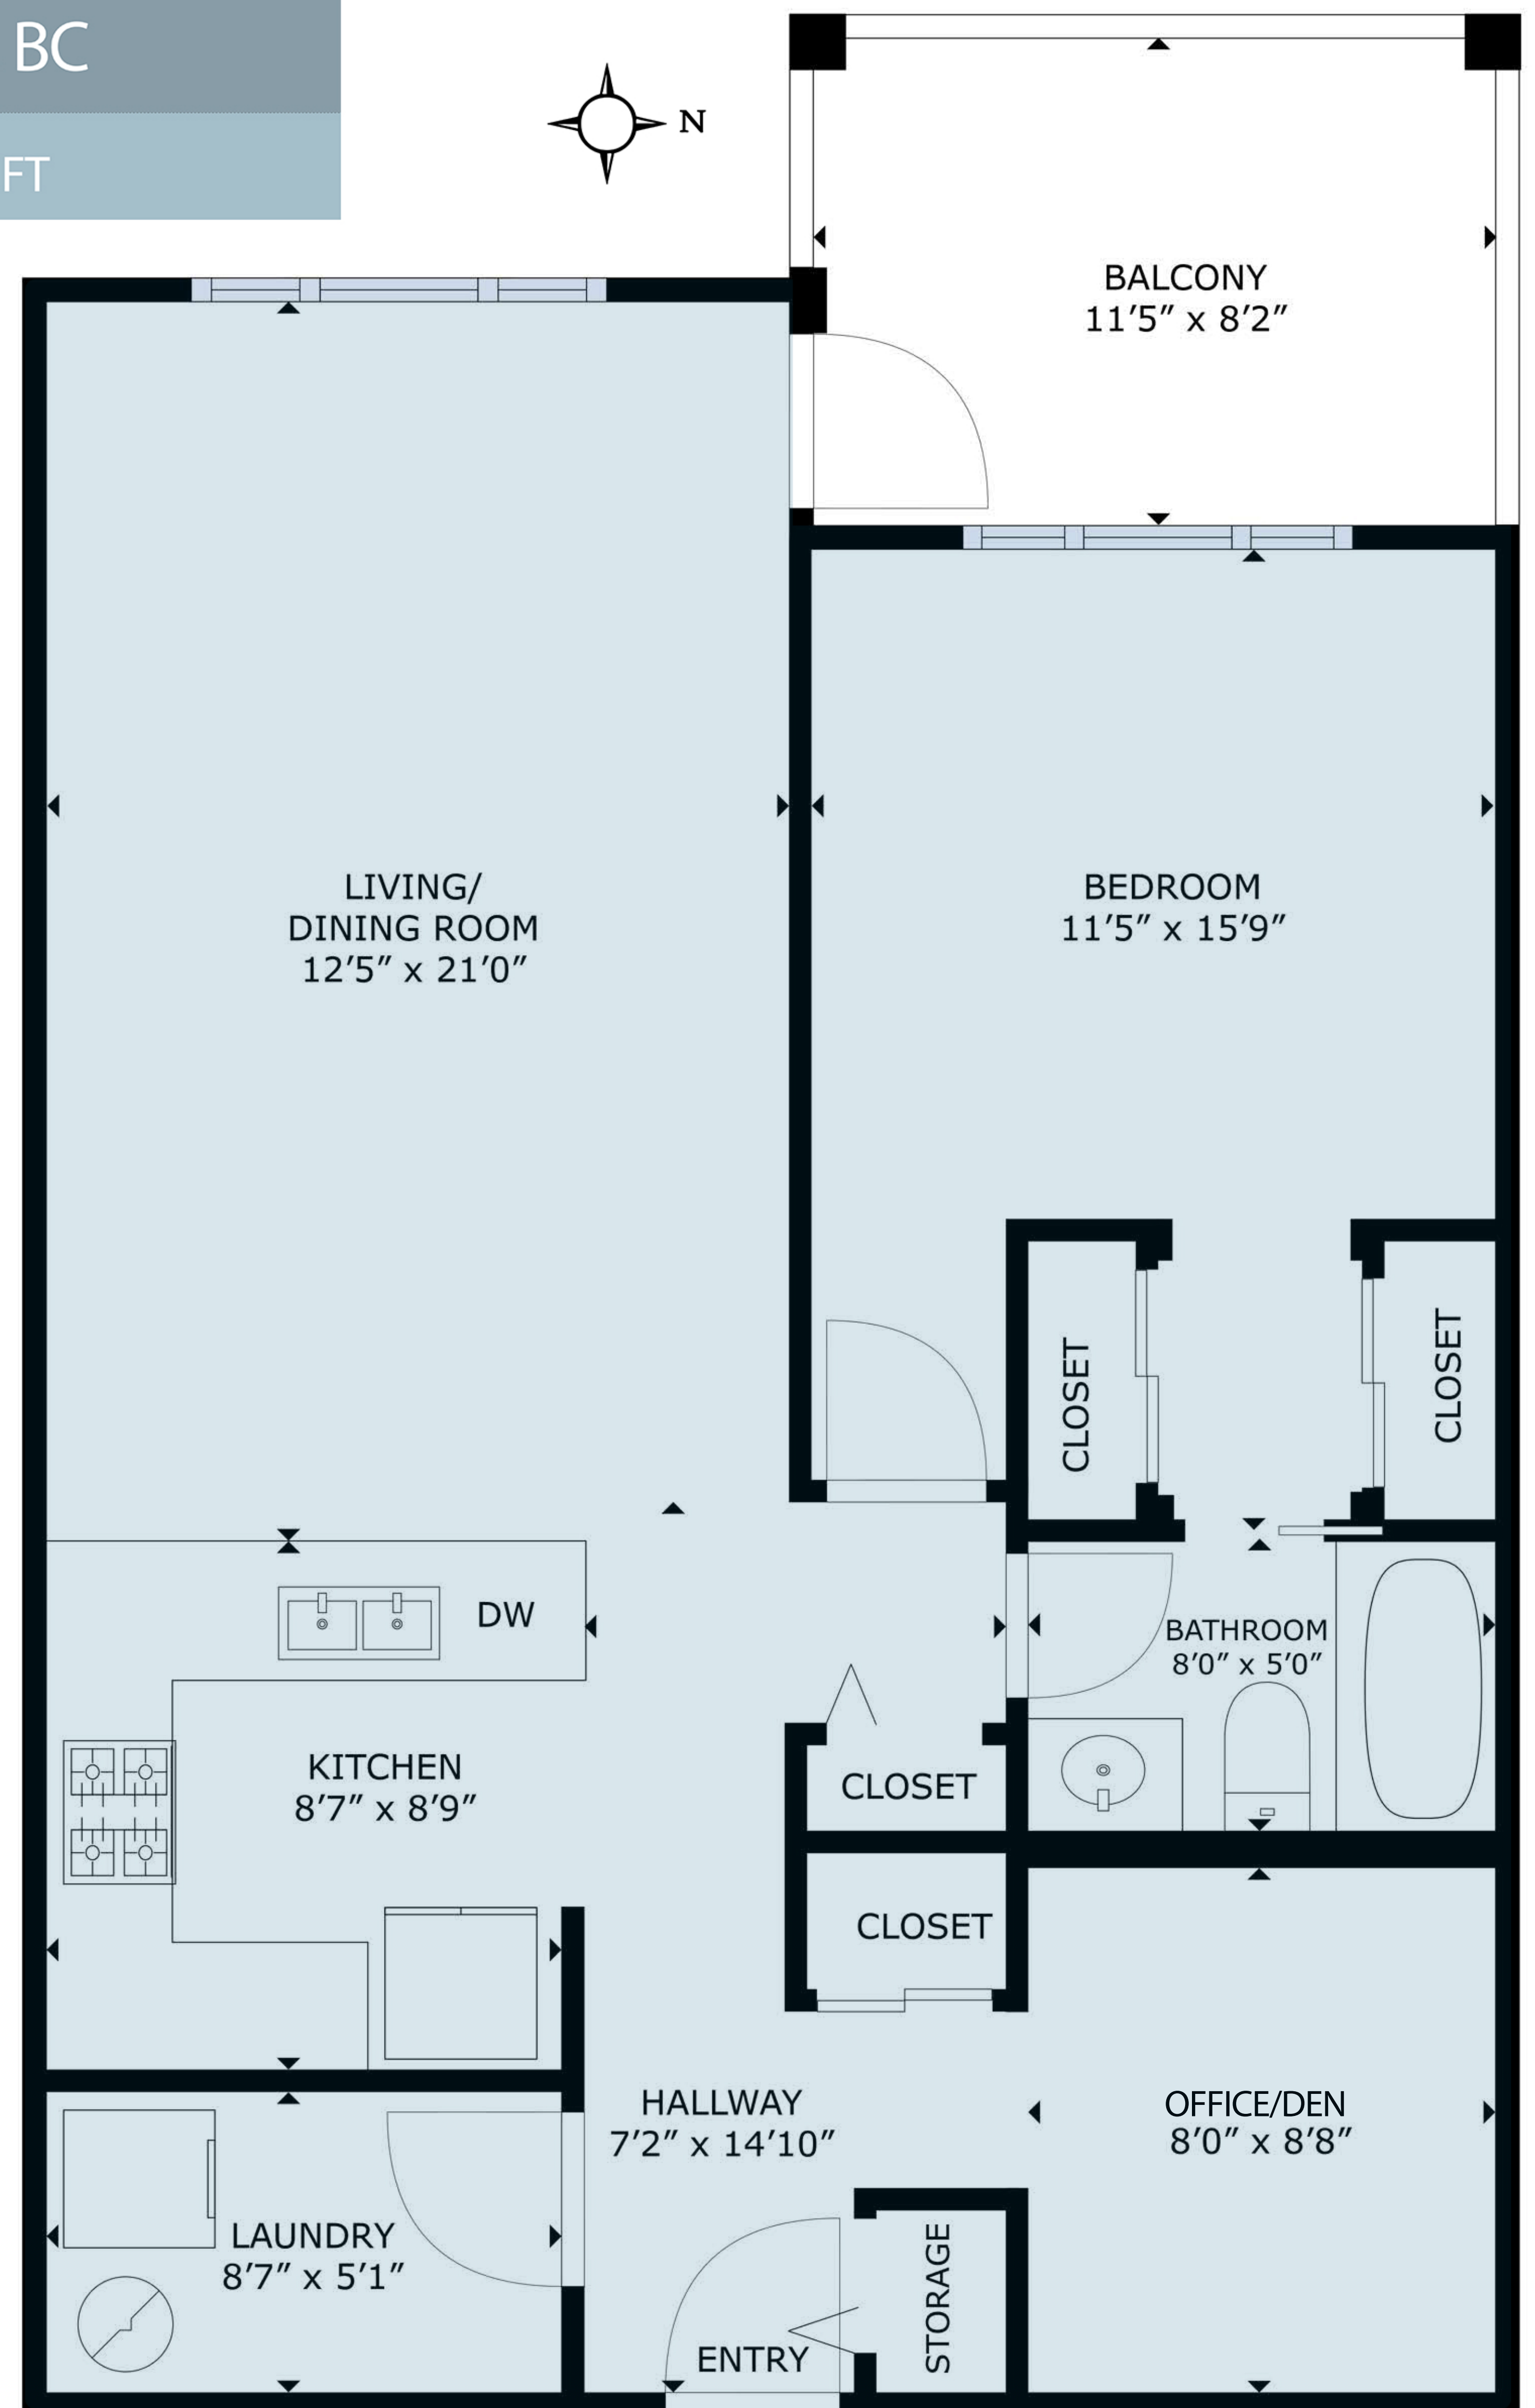 BC
FT
N
BALCONY
11’5” x 8’2”
LIVING/
DINING ROOM
12’5” x 21’0”
BEDROOM
11’5” x 15’9”
CLOSET
CLOSET
DW
BATHROOM
8’0” x 5’0”
KITCHEN
8’7” x 8’9”
CLOSET
CLOSET
HALLWAY
7’2” x 14’10”
OFFICE/DEN
8’0” x 8’8”
LAUNDRY
8’7” x 5’1”
STORAGE
ENTRY